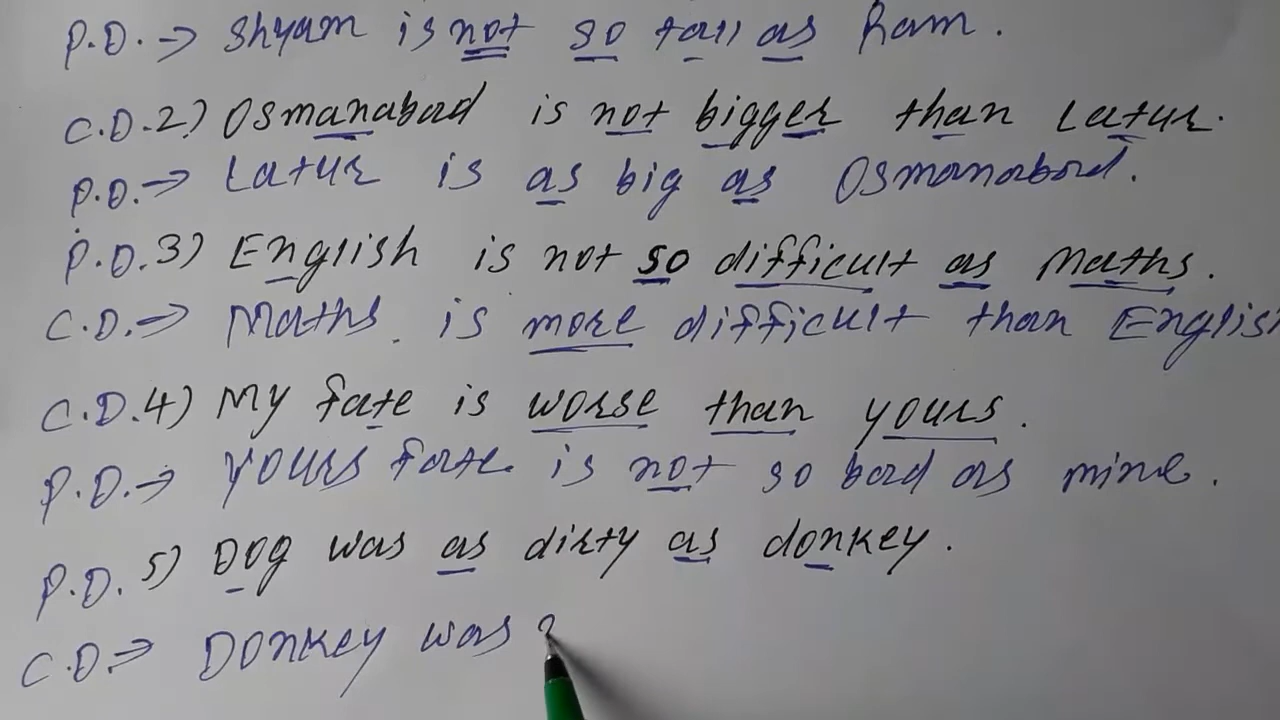 P.D. → Shyam is not so tall as Ram.
C.D. 2) Osmanabad is not bigger than Latur.
P.D. → Latur is as big as Osmanabad.
P.D. 3) English is not so difficult as Maths.
C.D. → Maths is more difficult than English
C.D. 4) My fate is worse than yours.
P.D. → Yours fate is not so bad as mine.
P.D. 5) Dog was as dirty as donkey.
C.D. → Donkey was